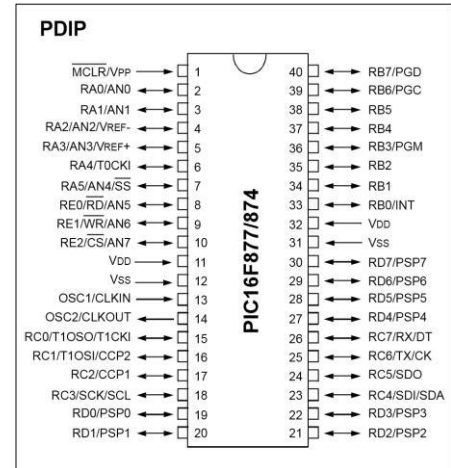 PDIP
MCLR/VPP 1 40 RB7/PGD
RA0/AN0 2 39 RB6/PGC
RA1/AN1 3 38 RB5
RA2/AN2/VREF- 4 37 RB4
RA3/AN3/VREF+ 5 36 RB3/PGM
RA4/T0CKI 6 35 RB2
RA5/AN4/SS 7 34 RB1
RE0/RD/AN5 8 33 RB0/INT
RE1/WR/AN6 9 32 VDD
RE2/CS/AN7 10 31 VSS
VDD 11 30 RD7/PSP7
VSS 12 29 RD6/PSP6
OSC1/CLKIN 13 28 RD5/PSP5
OSC2/CLKOUT 14 27 RD4/PSP4
RC0/T1OSO/T1CKI 15 26 RC7/RX/DT
RC1/T1OSI/CCP2 16 25 RC6/TX/CK
RC2/CCP1 17 24 RC5/SDO
RC3/SCK/SCL 18 23 RC4/SDI/SDA
RD0/PSP0 19 22 RD3/PSP3
RD1/PSP1 20 21 RD2/PSP2
PIC16F877/874